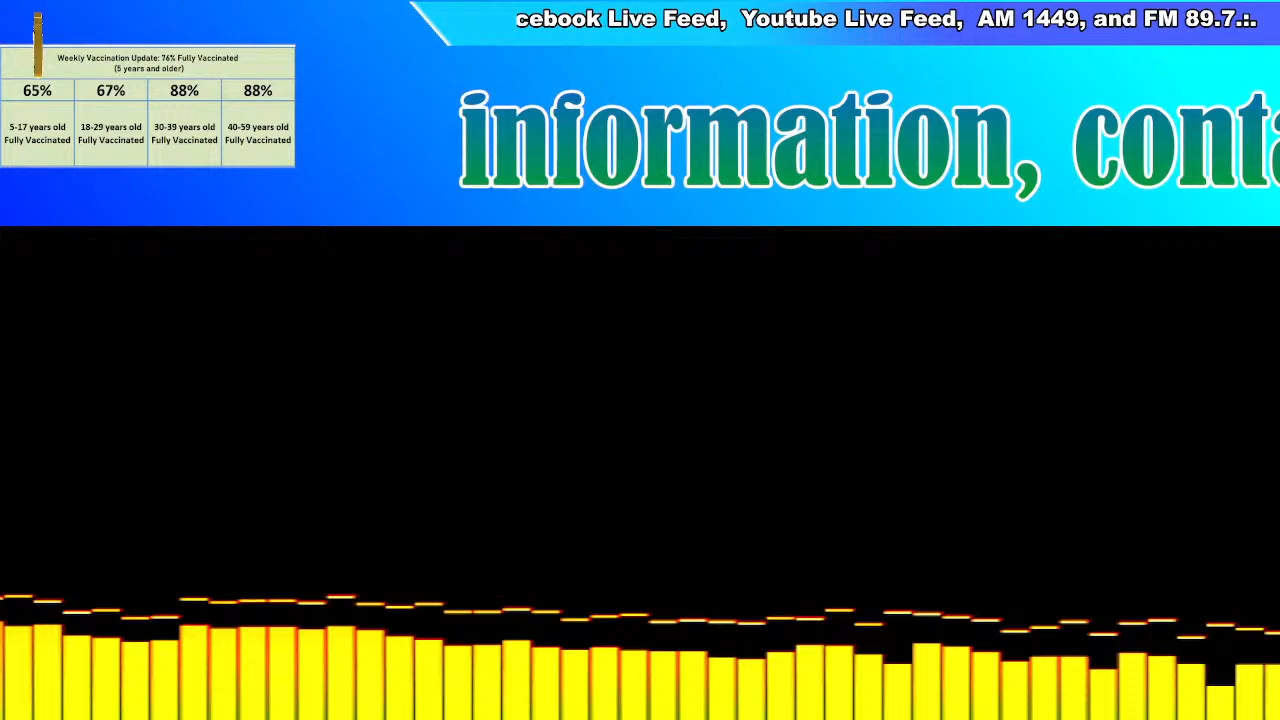 cebook Live Feed,  Youtube Live Feed,  AM 1449, and FM 89.7.:.
Weekly Vaccination Update: 76% Fully Vaccinated
(5 years and older)
65% 67% 88% 88%
5-17 years old 18-29 years old 30-39 years old 40-59 years old
Fully Vaccinated Fully Vaccinated Fully Vaccinated Fully Vaccinated
information, conta